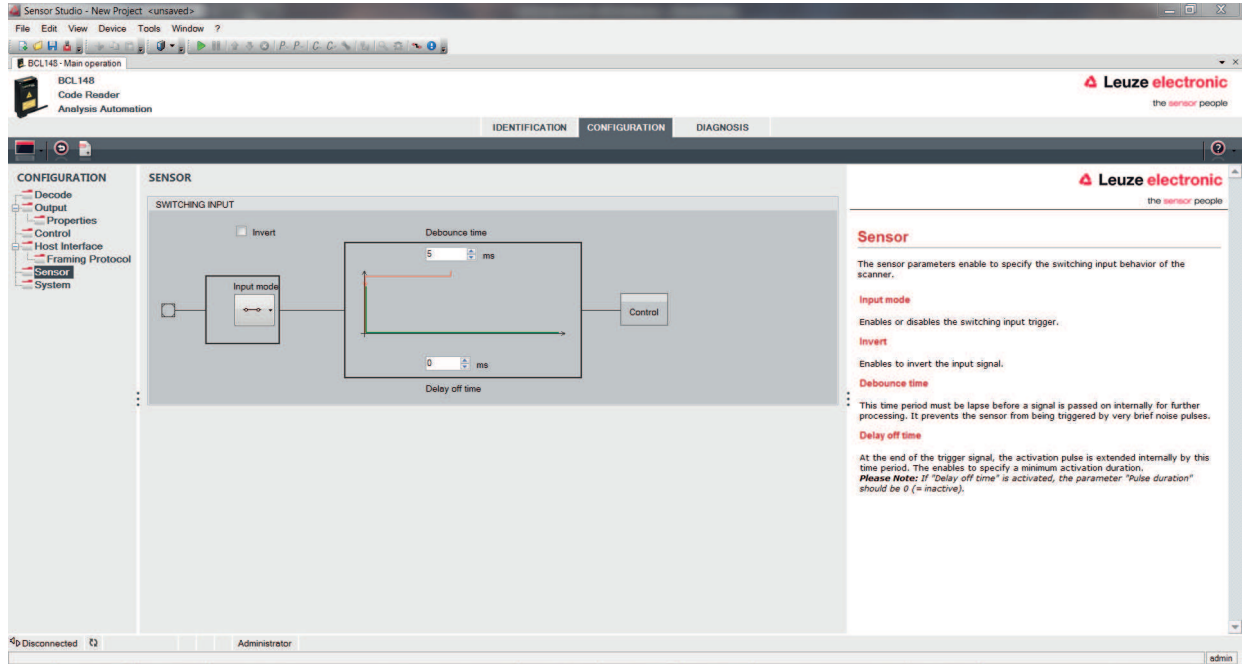 Sensor Studio - New Project <unsaved>
File Edit View Device Tools Window ?
BCL148 - Main operation
BCL148
Code Reader
Analysis Automation
Leuze electronic
the sensor people
IDENTIFICATION CONFIGURATION DIAGNOSIS
CONFIGURATION
Decode
Output
Properties
Control
Host Interface
Framing Protocol
Sensor
System
SENSOR
SWITCHING INPUT
Invert
Debounce time
5 ms
Input mode
Control
0 ms
Delay off time
Leuze electronic
the sensor people
Sensor
The sensor parameters enable to specify the switching input behavior of the
scanner.
Input mode
Enables or disables the switching input trigger.
Invert
Enables to invert the input signal.
Debounce time
This time period must be lapse before a signal is passed on internally for further
processing. It prevents the sensor from being triggered by very brief noise pulses.
Delay off time
At the end of the trigger signal, the activation pulse is extended internally by this
time period. The enables to specify a minimum activation duration.
Please Note: If "Delay off time" is activated, the parameter "Pulse duration"
should be 0 (= inactive).
Disconnected
Administrator
admin